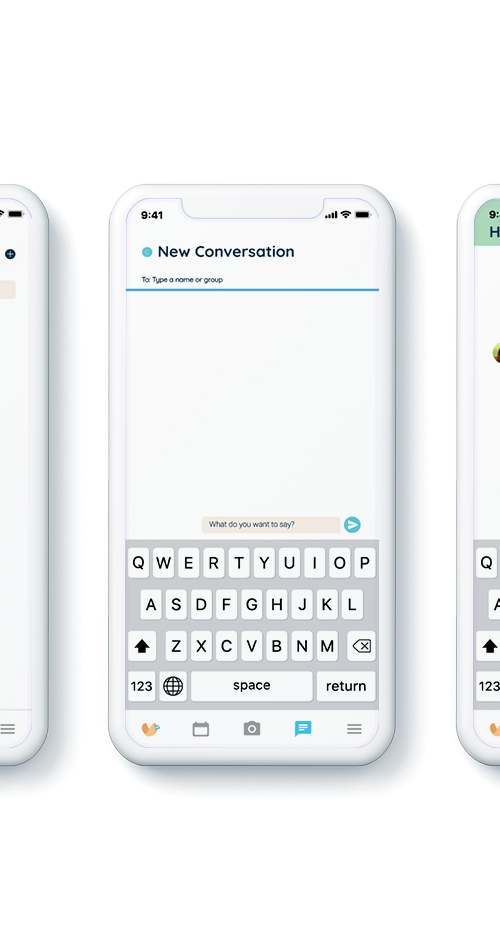 9:41
New Conversation
To: Type a name or group
What do you want to say?
Q W E R T Y U I O P
A S D F G H J K L
Z X C V B N M
123 space return
9:
H
Q
A
123